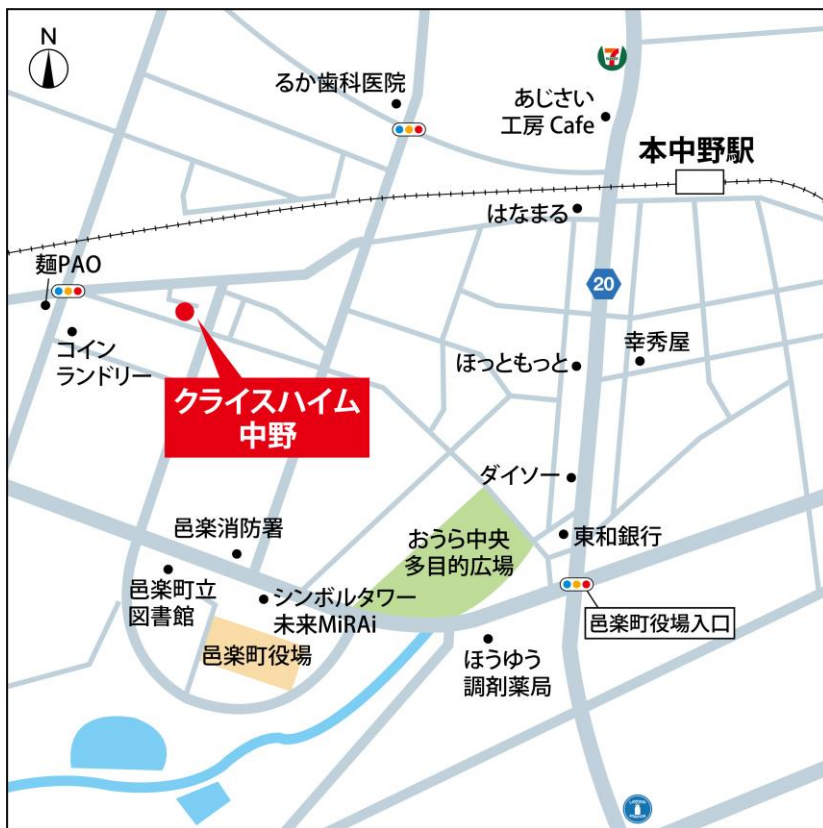 N
るか歯科医院
7
あじさい
工房 Cafe
本中野駅
はなまる
麺PAO
20
コイン
ランドリー
ほっともっと
幸秀屋
クライスハイム
中野
ダイソー
邑楽消防署
おうら中央
多目的広場
東和銀行
邑楽町立
図書館
シンボルタワー
未来MiRAi
邑楽町役場入口
邑楽町役場
ほうゆう
調剤薬局